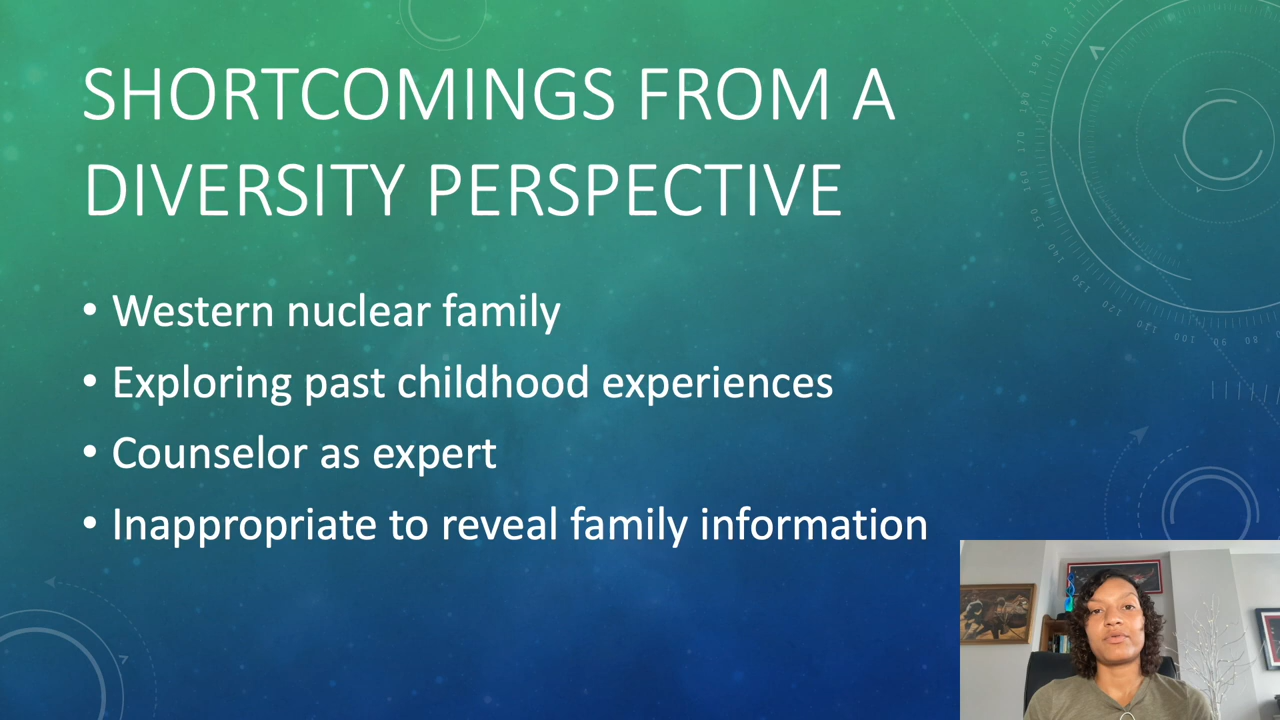 SHORTCOMINGS FROM A
DIVERSITY PERSPECTIVE
• Western nuclear family
• Exploring past childhood experiences
• Counselor as expert
• Inappropriate to reveal family information